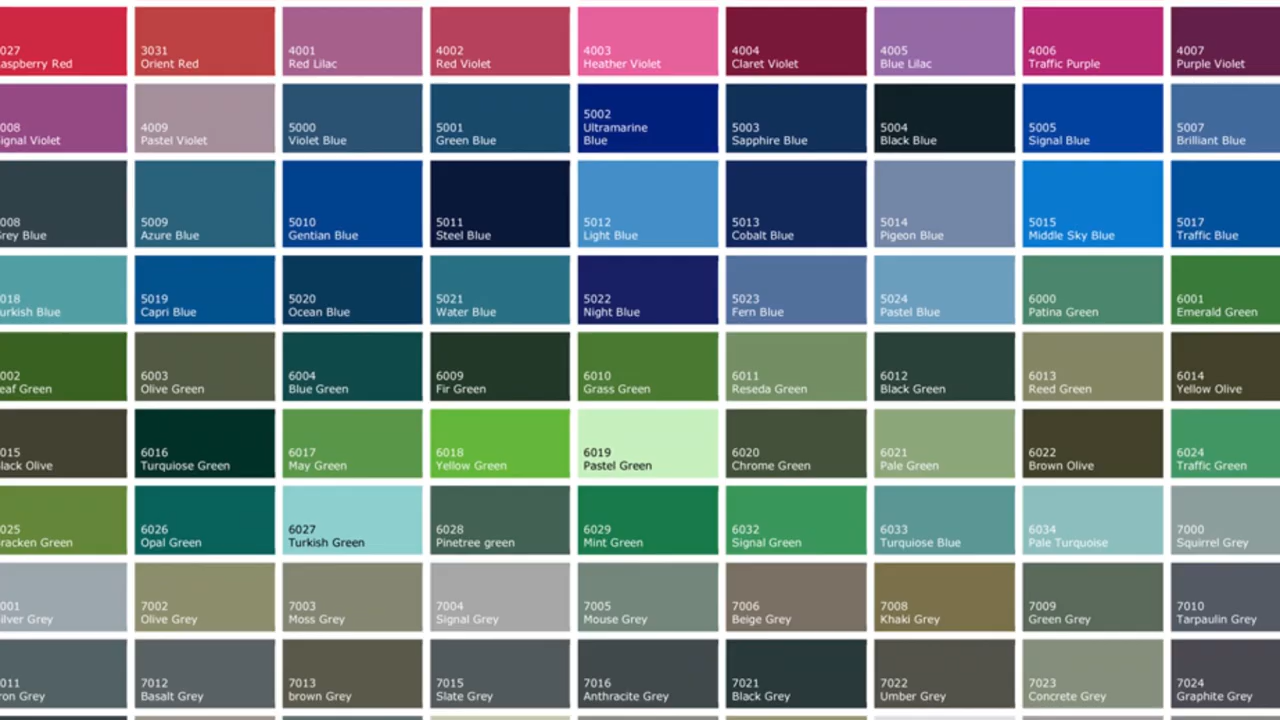 027
aspberry Red
3031
Orient Red
4001
Red Lilac
4002
Red Violet
4003
Heather Violet
4004
Claret Violet
4005
Blue Lilac
4006
Traffic Purple
4007
Purple Violet
008
ignal Violet
4009
Pastel Violet
5000
Violet Blue
5001
Green Blue
5002
Ultramarine
Blue
5003
Sapphire Blue
5004
Black Blue
5005
Signal Blue
5007
Brilliant Blue
008
rey Blue
5009
Azure Blue
5010
Gentian Blue
5011
Steel Blue
5012
Light Blue
5013
Cobalt Blue
5014
Pigeon Blue
5015
Middle Sky Blue
5017
Traffic Blue
018
urkish Blue
5019
Capri Blue
5020
Ocean Blue
5021
Water Blue
5022
Night Blue
5023
Fern Blue
5024
Pastel Blue
6000
Patina Green
6001
Emerald Green
002
eaf Green
6003
Olive Green
6004
Blue Green
6009
Fir Green
6010
Grass Green
6011
Reseda Green
6012
Black Green
6013
Reed Green
6014
Yellow Olive
015
lack Olive
6016
Turquiose Green
6017
May Green
6018
Yellow Green
6019
Pastel Green
6020
Chrome Green
6021
Pale Green
6022
Brown Olive
6024
Traffic Green
025
racken Green
6026
Opal Green
6027
Turkish Green
6028
Pinetree green
6029
Mint Green
6032
Signal Green
6033
Turquiose Blue
6034
Pale Turquoise
7000
Squirrel Grey
001
ilver Grey
7002
Olive Grey
7003
Moss Grey
7004
Signal Grey
7005
Mouse Grey
7006
Beige Grey
7008
Khaki Grey
7009
Green Grey
7010
Tarpaulin Grey
011
ron Grey
7012
Basalt Grey
7013
brown Grey
7015
Slate Grey
7016
Anthracite Grey
7021
Black Grey
7022
Umber Grey
7023
Concrete Grey
7024
Graphite Grey